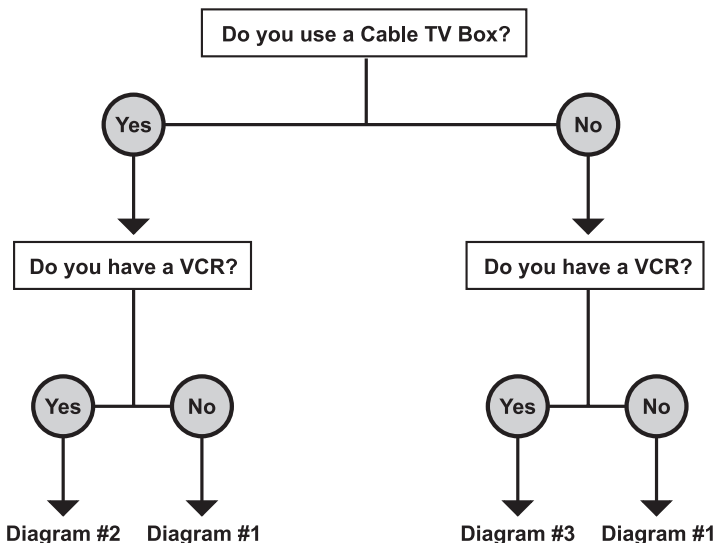 Do you use a Cable TV Box?
Yes
No
Do you have a VCR?
Do you have a VCR?
Yes
No
Yes
No
Diagram #2
Diagram #1
Diagram #3
Diagram #1